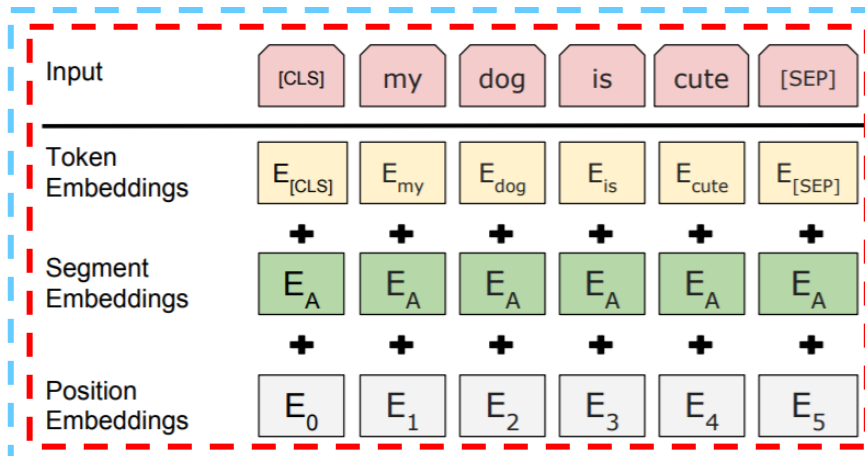 Input [CLS] my dog is cute [SEP]
Token Embeddings E[CLS] Emy Edog Eis Ecute E[SEP]
+ + + + + +
Segment Embeddings EA EA EA EA EA EA
+ + + + + +
Position Embeddings E0 E1 E2 E3 E4 E5